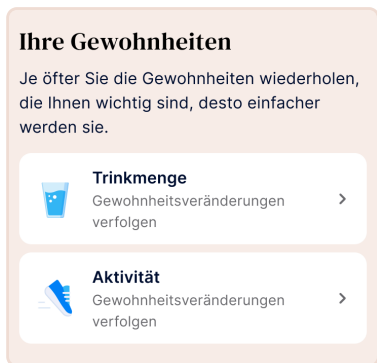 Ihre Gewohnheiten
Je öfter Sie die Gewohnheiten wiederholen,
die Ihnen wichtig sind, desto einfacher
werden sie.
Trinkmenge
Gewohnheitsveränderungen
verfolgen
Aktivität
Gewohnheitsveränderungen
verfolgen